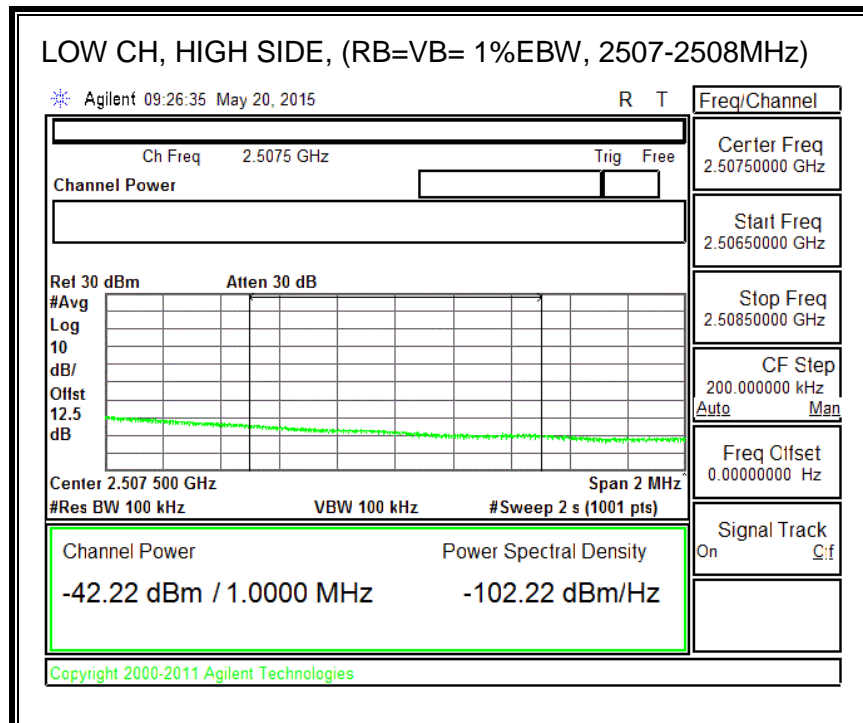 LOW CH, HIGH SIDE, (RB=VB= 1%EBW, 2507-2508MHz)
Agilent 09:26:35 May 20, 2015 R T
Freq/Channel
Ch Freq 2.5075 GHz Trig Free
Channel Power
Center Freq
2.50750000 GHz
Start Freq
2.50650000 GHz
Stop Freq
2.50850000 GHz
CF Step
200.000000 kHz
Auto Man
Freq Offset
0.00000000 Hz
Signal Track
On Off
Ref 30 dBm Atten 30 dB
#Avg
Log
10
dB/
Offst
12.5
dB
Center 2.507 500 GHz Span 2 MHz^
#Res BW 100 kHz VBW 100 kHz #Sweep 2 s (1001 pts)
Channel Power Power Spectral Density
-42.22 dBm / 1.0000 MHz -102.22 dBm/Hz
Copyright 2000-2011 Agilent Technologies